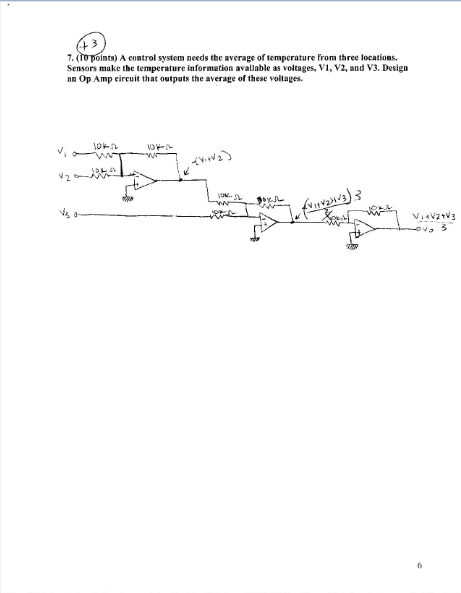 +3
7. (10 points) A control system needs the average of temperature from three locations.
Sensors make the temperature information available as voltages, V1, V2, and V3. Design
an Op Amp circuit that outputs the average of these voltages.
V1 10kΩ 10kΩ
-(V1+V2)
V2 10kΩ
10kΩ
V3 10kΩ
(V1+V2+V3) 3
10kΩ
V1+V2+V3
Vo 3
6